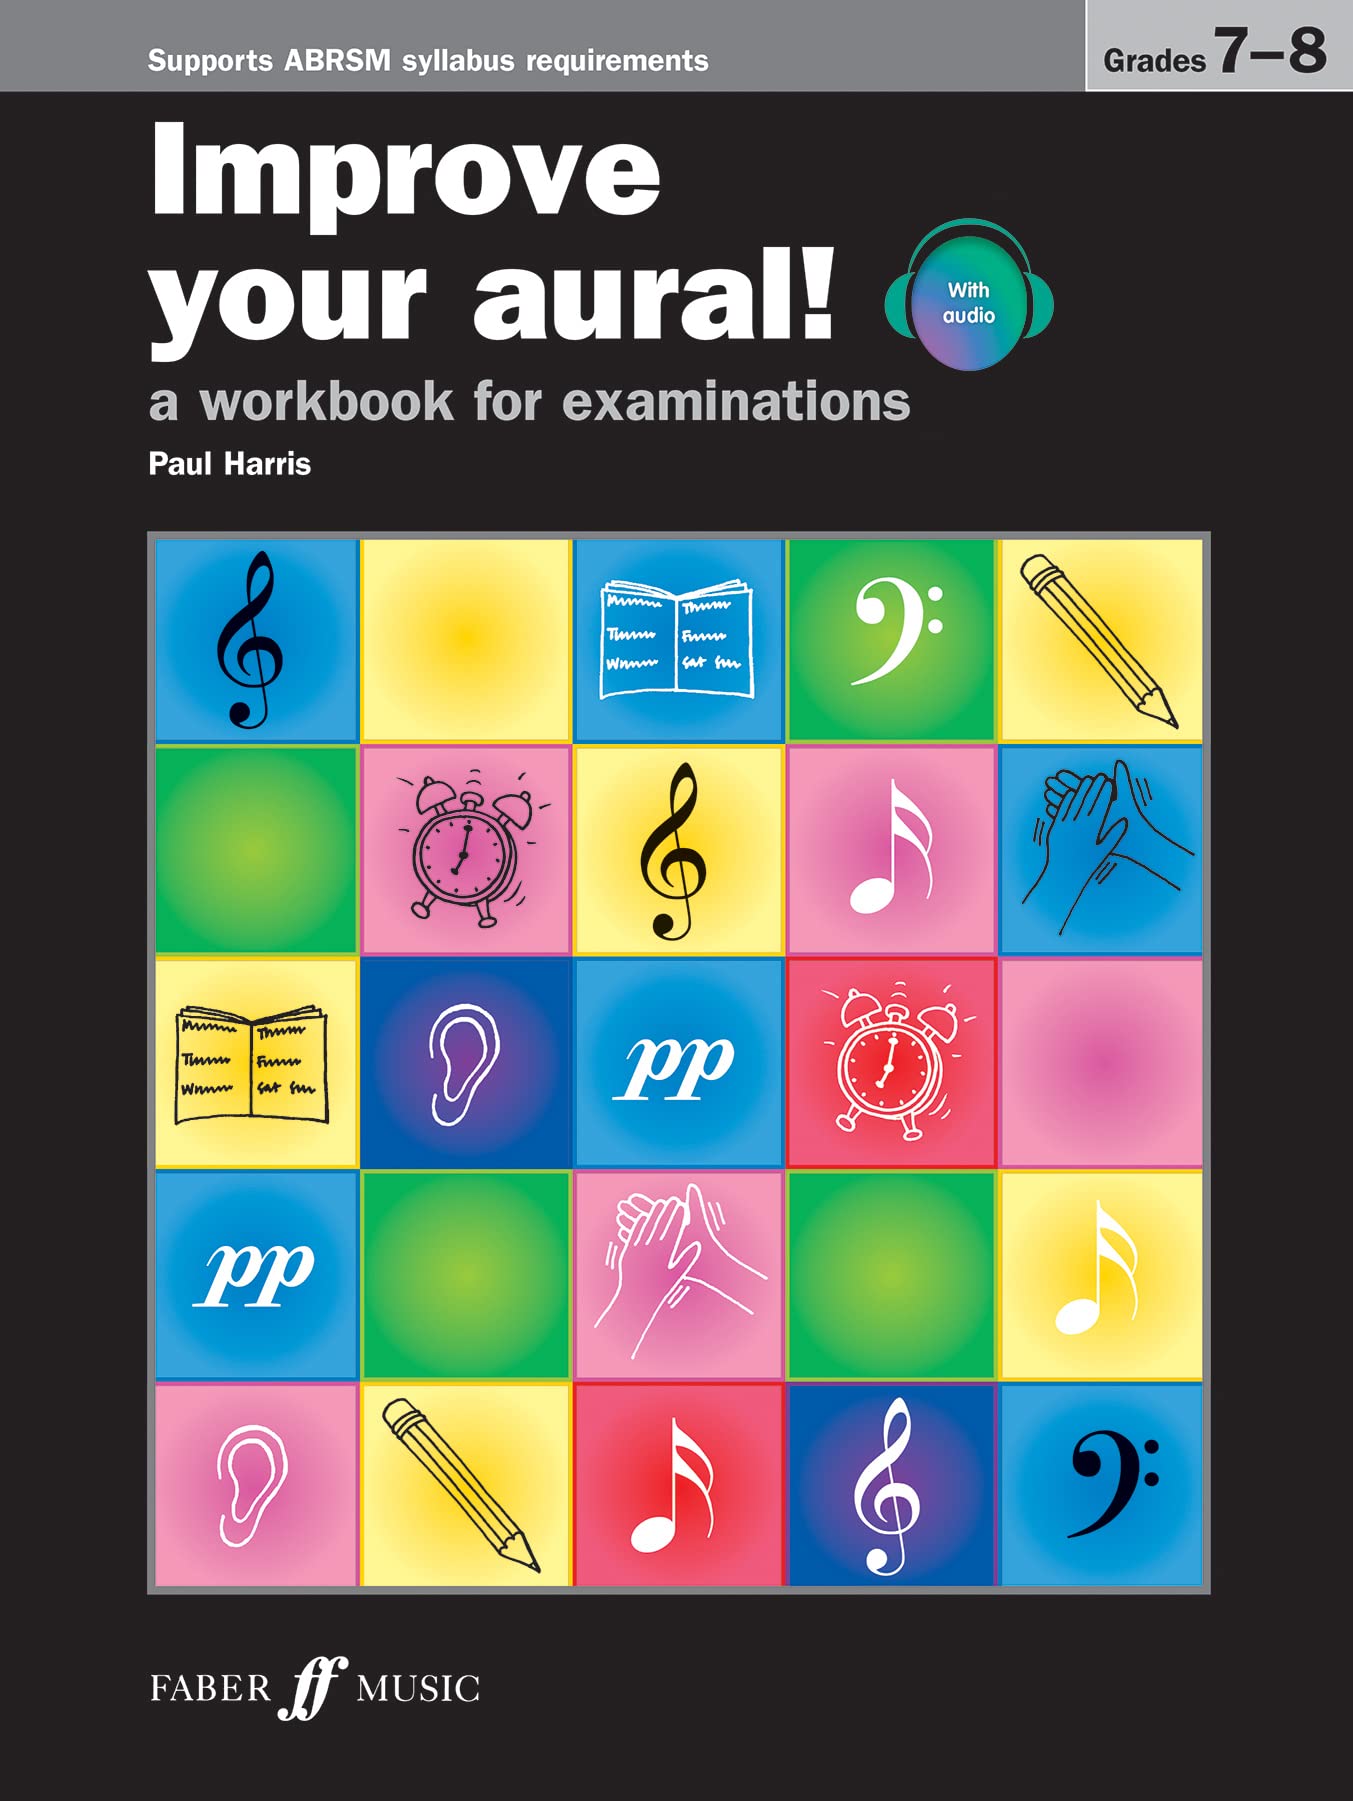 Supports ABRSM syllabus requirements
Grades 7–8
Improve
your aural!
With
audio
a workbook for examinations
Paul Harris
pp
pp
FABER ff MUSIC